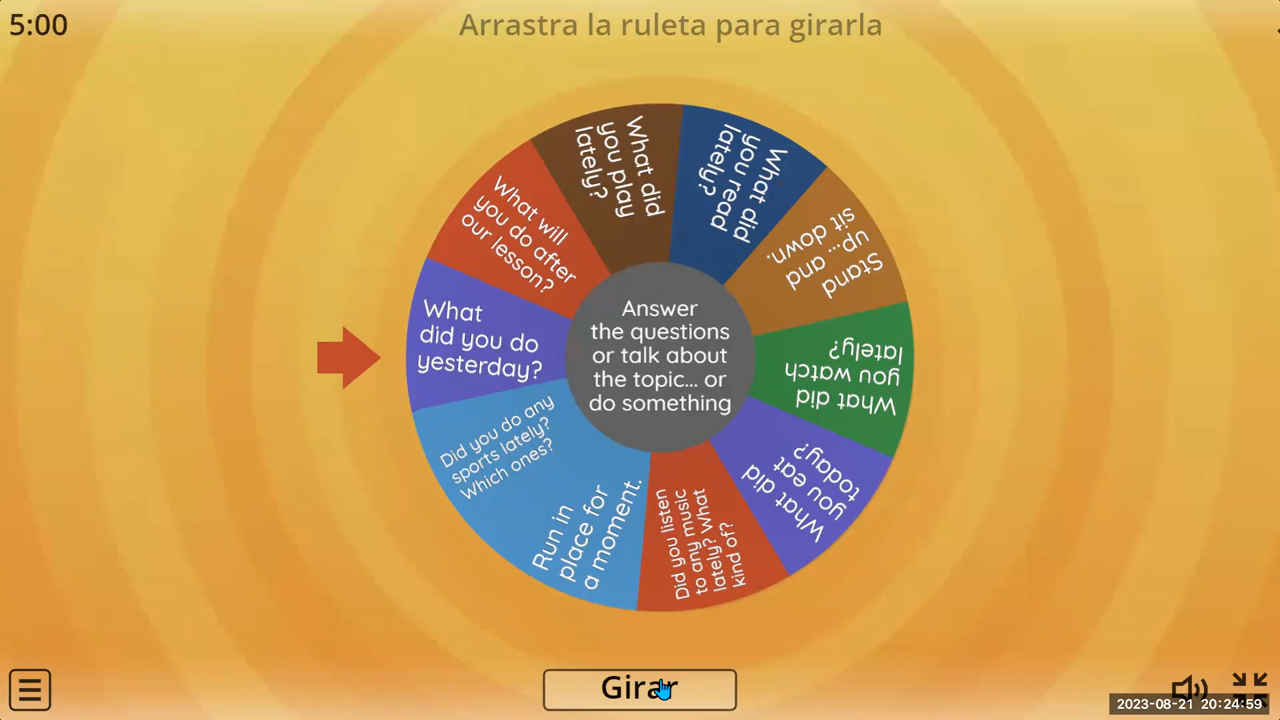 5:00
Arrastra la ruleta para girarla
What did
you play
lately?
What did
you read
lately?
Stand
up... and
sit down.
What did
you watch
lately?
What did
you eat
today?
Did you listen
to any music
lately? What
kind of?
Run in
place for
a moment.
Did you do any
sports lately?
Which ones?
What
did you do
yesterday?
What will
you do after
our lesson?
Answer
the questions
or talk about
the topic... or
do something
Girar
2023-08-21 20:24:59